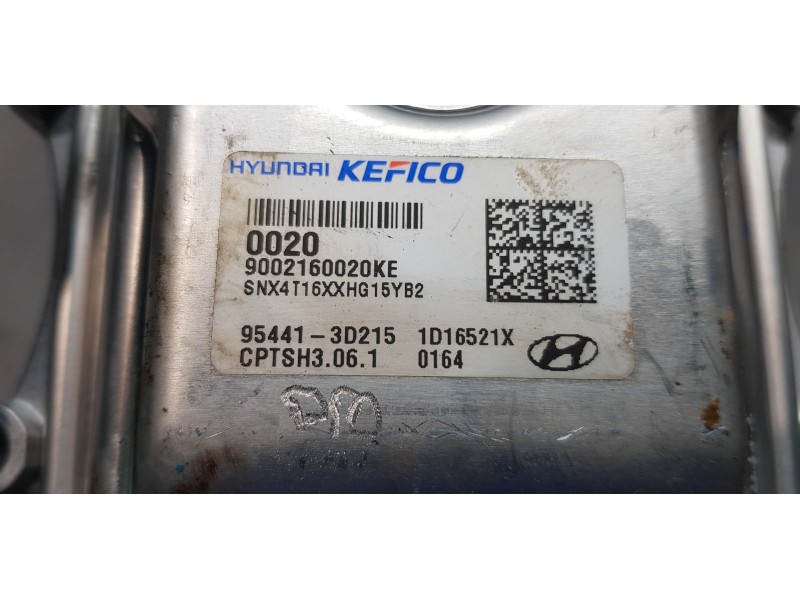 HYUNDAI KEFICO
0020
9002160020KE
SNX4T16XXHG15YB2
95441-3D215 1D16521X
CPTSH3.06.1 0164